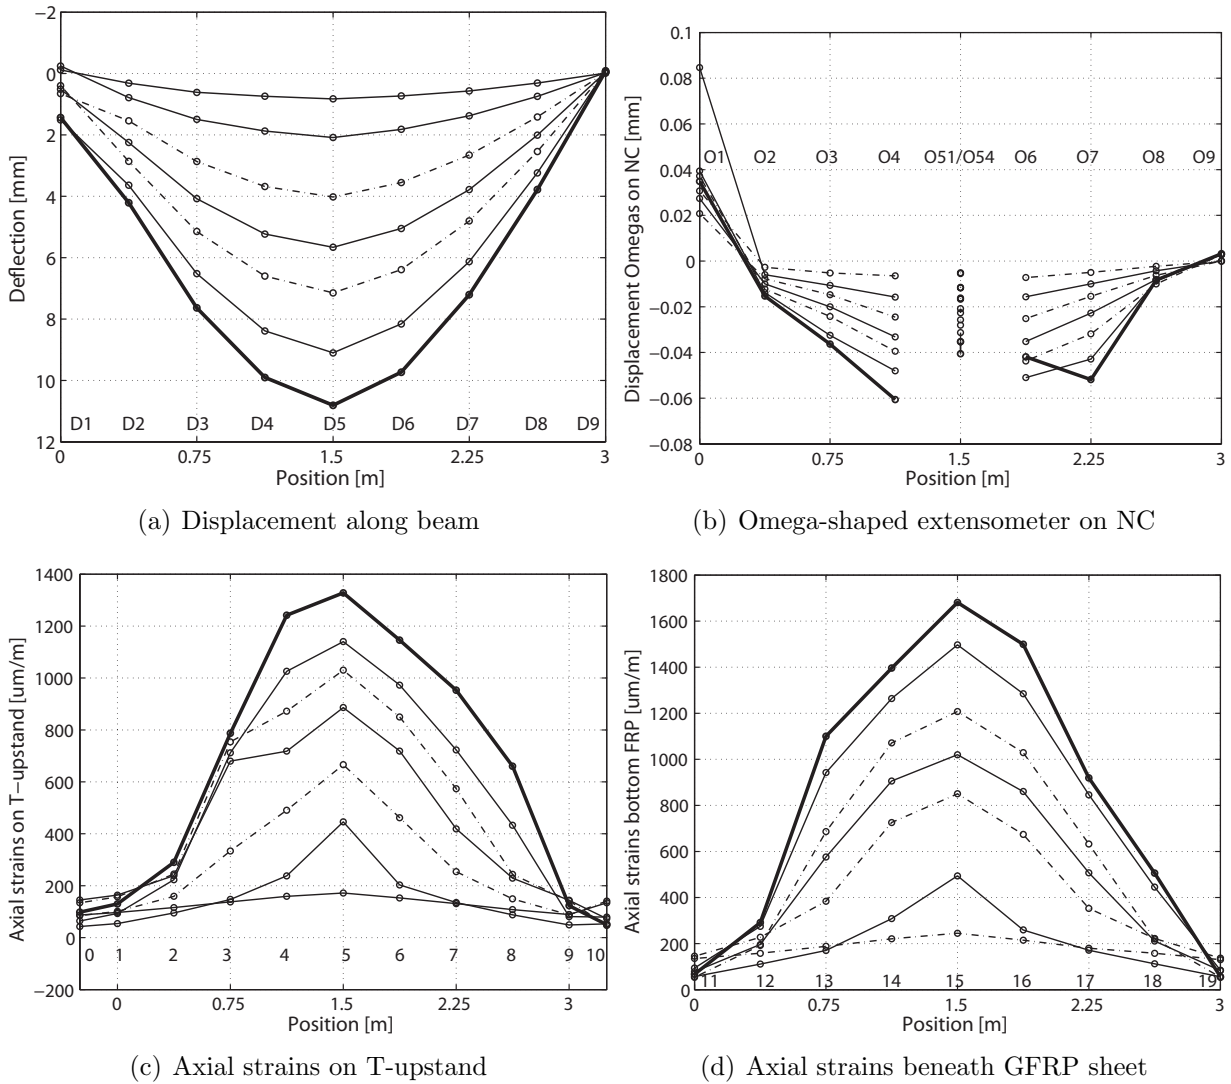 −2
0
2
4
6
8
10
12
Deflection [mm]
D1 D2 D3 D4 D5 D6 D7 D8 D9
0 0.75 1.5 2.25 3
Position [m]
(a) Displacement along beam
0.1
0.08
0.06
0.04
0.02
0
−0.02
−0.04
−0.06
−0.08
Displacement Omegas on NC [mm]
O1 O2 O3 O4 O51/O54 O6 O7 O8 O9
0 0.75 1.5 2.25 3
Position [m]
(b) Omega-shaped extensometer on NC
1400
1200
1000
800
600
400
200
0
−200
Axial strains on T−upstand [um/m]
0 1 2 3 4 5 6 7 8 9 10
0 0.75 1.5 2.25 3
Position [m]
(c) Axial strains on T-upstand
1800
1600
1400
1200
1000
800
600
400
200
0
Axial strains bottom FRP [um/m]
11 12 13 14 15 16 17 18 19
0 0.75 1.5 2.25 3
Position [m]
(d) Axial strains beneath GFRP sheet